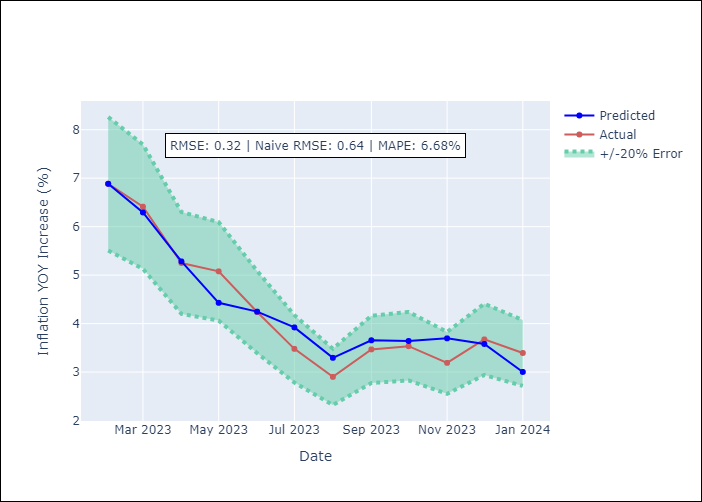 RMSE: 0.32 | Naive RMSE: 0.64 | MAPE: 6.68%
Predicted
Actual
+/-20% Error
Inflation YOY Increase (%)
8
7
6
5
4
3
2
Mar 2023
May 2023
Jul 2023
Sep 2023
Nov 2023
Jan 2024
Date